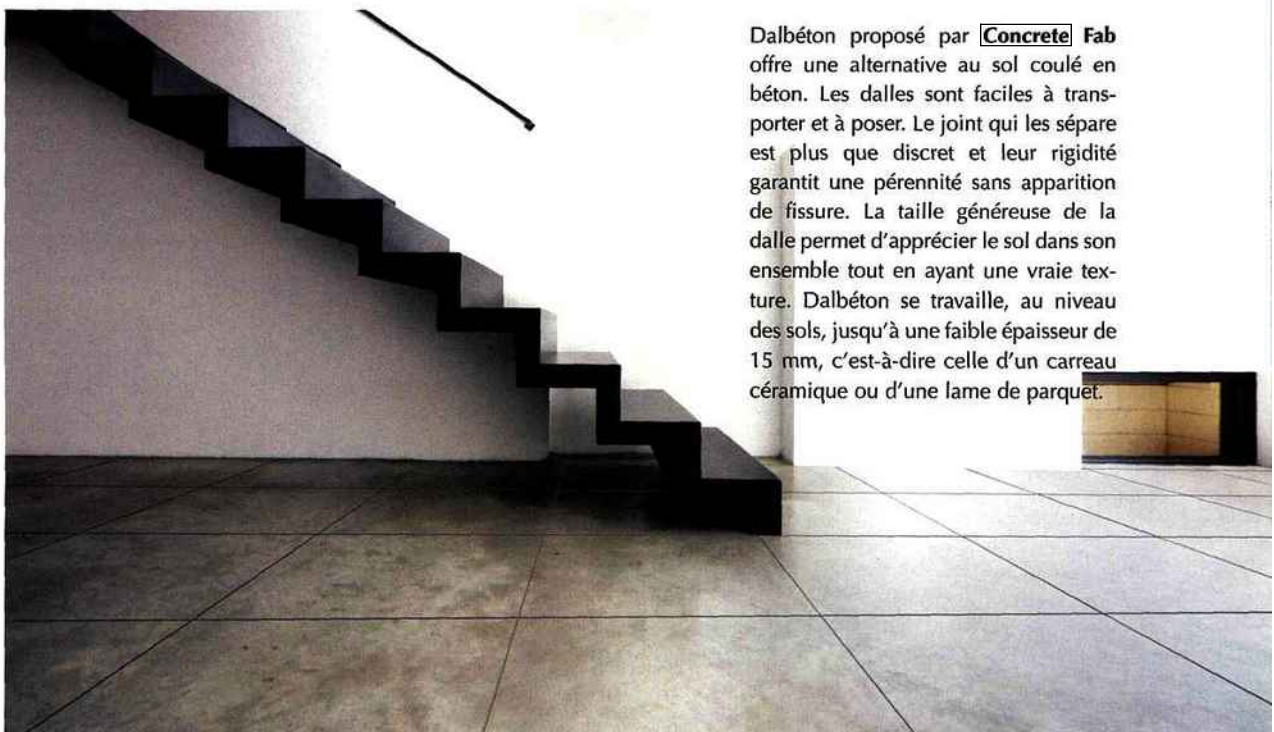 Dalbéton proposé par Concrete Fab
offre une alternative au sol coulé en
béton. Les dalles sont faciles à trans-
porter et à poser. Le joint qui les sépare
est plus que discret et leur rigidité
garantit une pérennité sans apparition
de fissure. La taille généreuse de la
dalle permet d'apprécier le sol dans son
ensemble tout en ayant une vraie tex-
ture. Dalbéton se travaille, au niveau
des sols, jusqu'à une faible épaisseur de
15 mm, c'est-à-dire celle d'un carreau
céramique ou d'une lame de parquet.